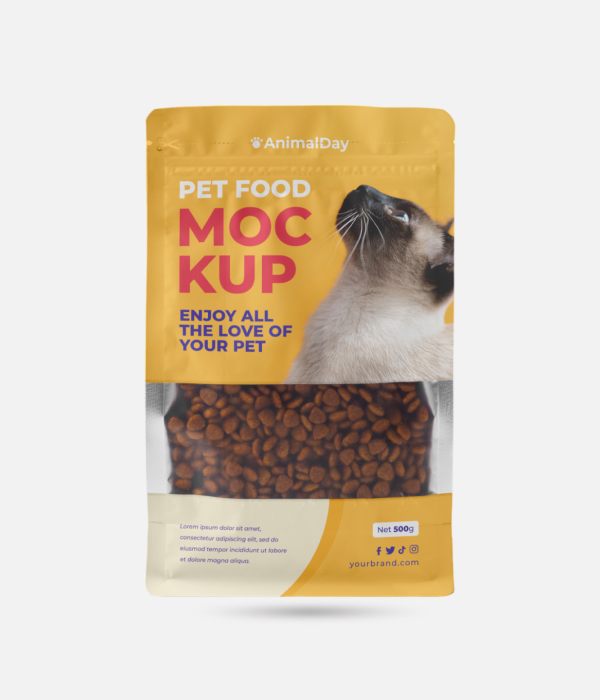 AnimalDay
PET FOOD
MOC
KUP
ENJOY ALL
THE LOVE OF
YOUR PET
Lorem ipsum dolor sit amet,
consectetur adipiscing elit, sed do
eiusmod tempor incididunt ut labore
et dolore magna aliqua.
Net 500g
yourbrand.com